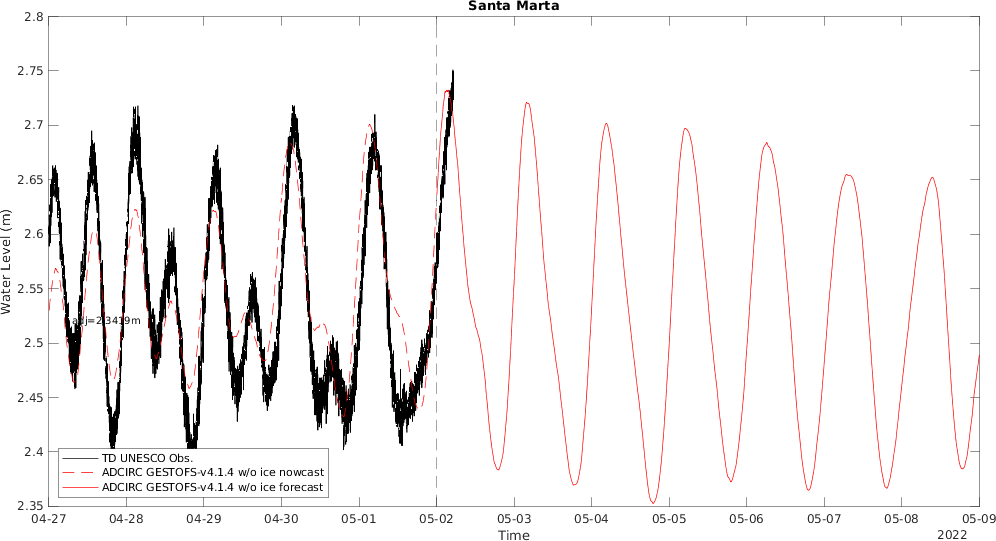 Santa Marta
2.8
2.75
2.7
2.65
2.6
2.55
2.5
2.45
2.4
2.35
Water Level (m)
adj=2.3419m
TD UNESCO Obs.
ADCIRC GESTOFS-v4.1.4 w/o ice nowcast
ADCIRC GESTOFS-v4.1.4 w/o ice forecast
04-27 04-28 04-29 04-30 05-01 05-02 05-03 05-04 05-05 05-06 05-07 05-08 05-09
Time
2022